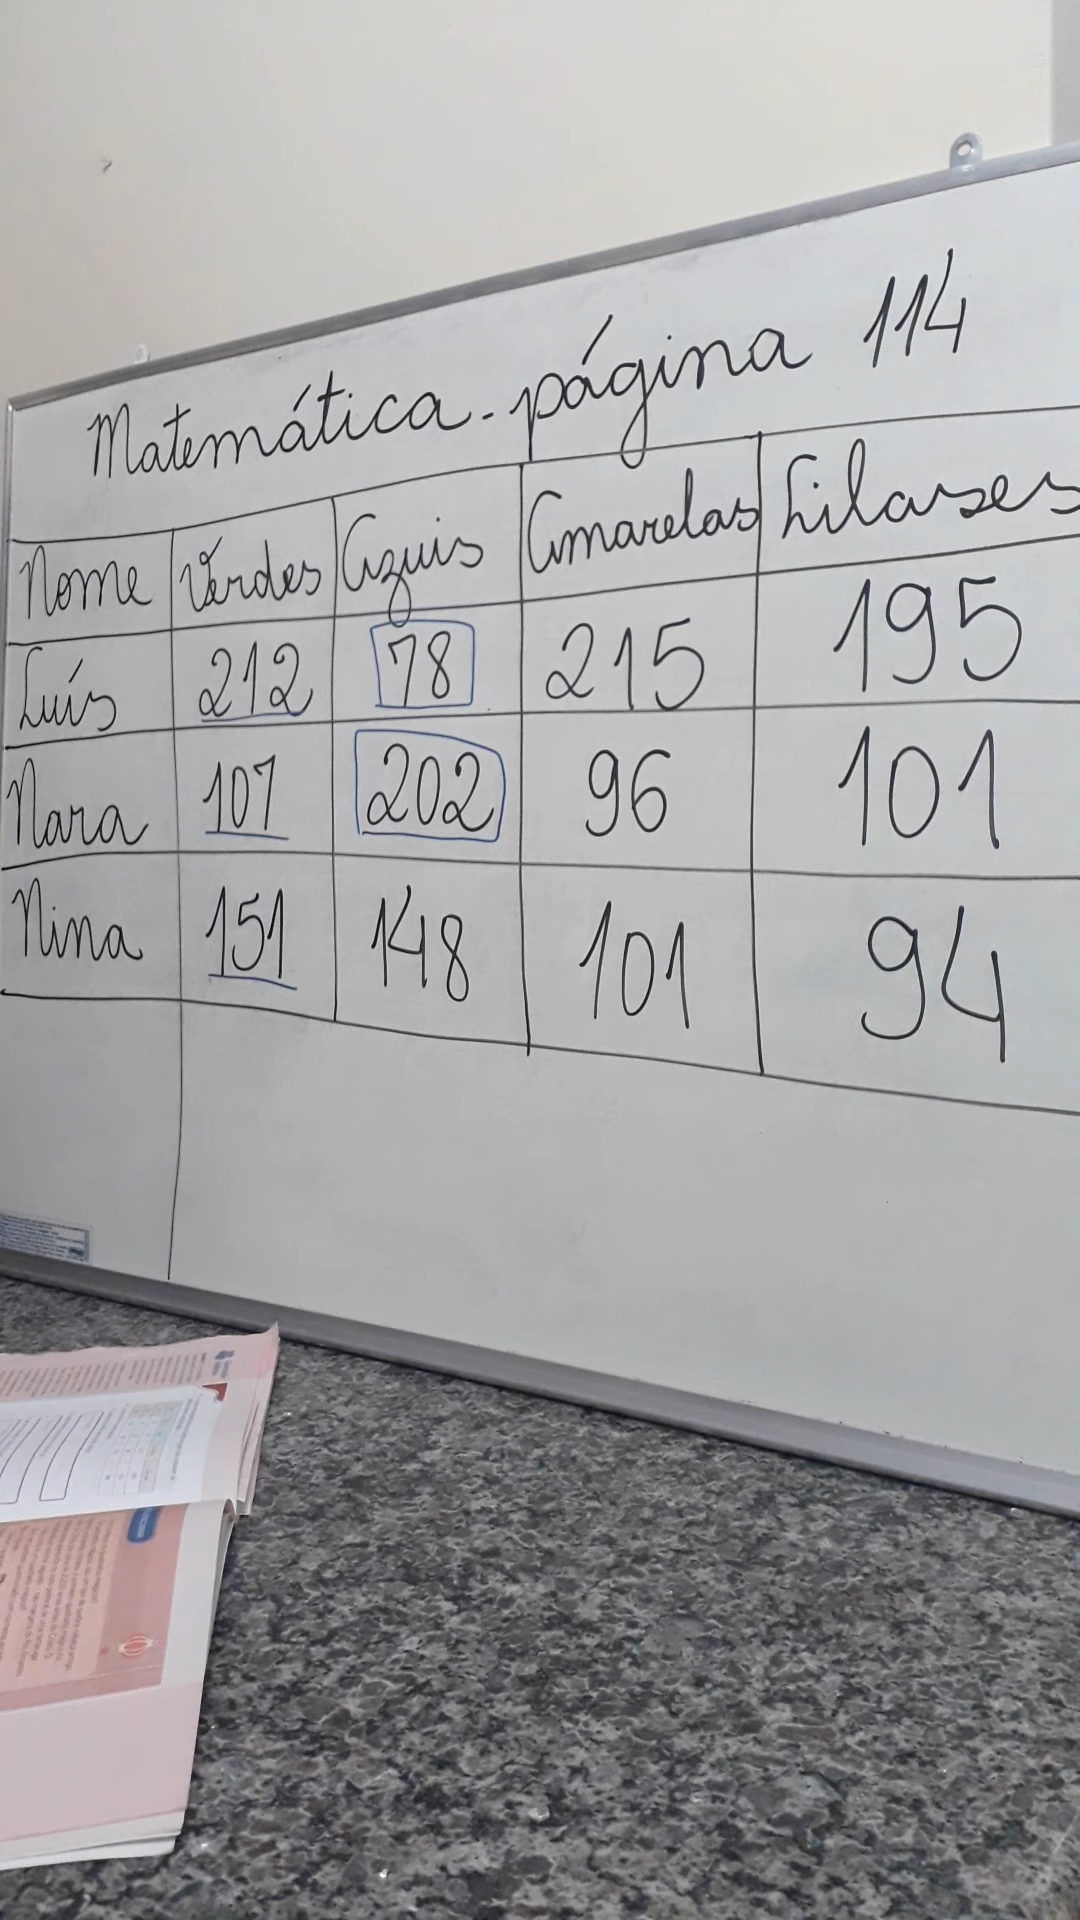 Matemática - página 114
Nome Verdes Azuis Amarelas Lilases
Luís 212 78 215 195
Nara 107 202 96 101
Nina 151 148 101 94